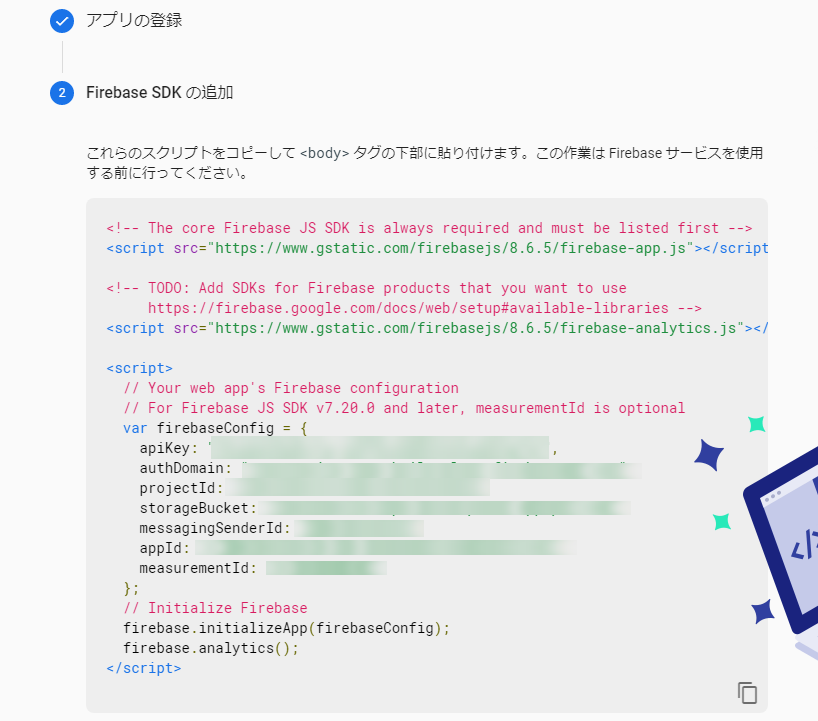 アプリの登録
2 Firebase SDK の追加
これらのスクリプトをコピーして <body> タグの下部に貼り付けます。この作業は Firebase サービスを使用
する前に行ってください。
<!-- The core Firebase JS SDK is always required and must be listed first -->
<script src="https://www.gstatic.com/firebasejs/8.6.5/firebase-app.js"></script
<!-- TODO: Add SDKs for Firebase products that you want to use
https://firebase.google.com/docs/web/setup#available-libraries -->
<script src="https://www.gstatic.com/firebasejs/8.6.5/firebase-analytics.js"></
<script>
// Your web app's Firebase configuration
// For Firebase JS SDK v7.20.0 and later, measurementId is optional
var firebaseConfig = {
apiKey: "
,
authDomain: "
projectId:
storageBucket:
messagingSenderId:
appId:
measurementId:
};
// Initialize Firebase
firebase.initializeApp(firebaseConfig);
firebase.analytics();
</script>